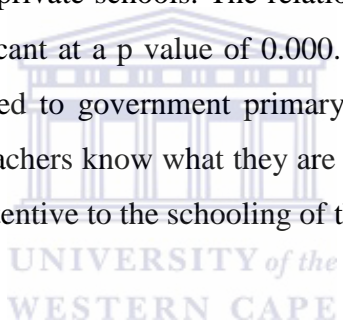 private schools. The relatio
cant at a p value of 0.000.
ed to government primary
achers know what they are
entive to the schooling of t
UNIVERSITY of the
WESTERN CAPE